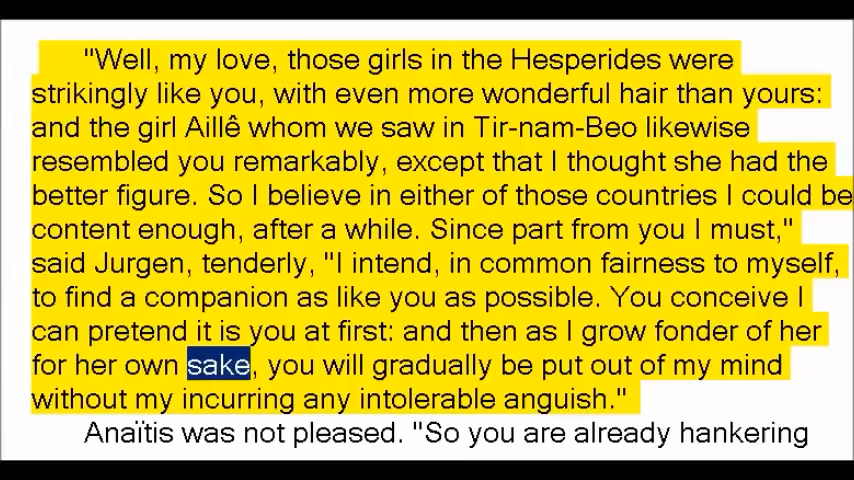 "Well, my love, those girls in the Hesperides were
strikingly like you, with even more wonderful hair than yours:
and the girl Aillê whom we saw in Tir-nam-Beo likewise
resembled you remarkably, except that I thought she had the
better figure. So I believe in either of those countries I could be
content enough, after a while. Since part from you I must,"
said Jurgen, tenderly, "I intend, in common fairness to myself,
to find a companion as like you as possible. You conceive I
can pretend it is you at first: and then as I grow fonder of her
for her own sake, you will gradually be put out of my mind
without my incurring any intolerable anguish."
Anaïtis was not pleased. "So you are already hankering